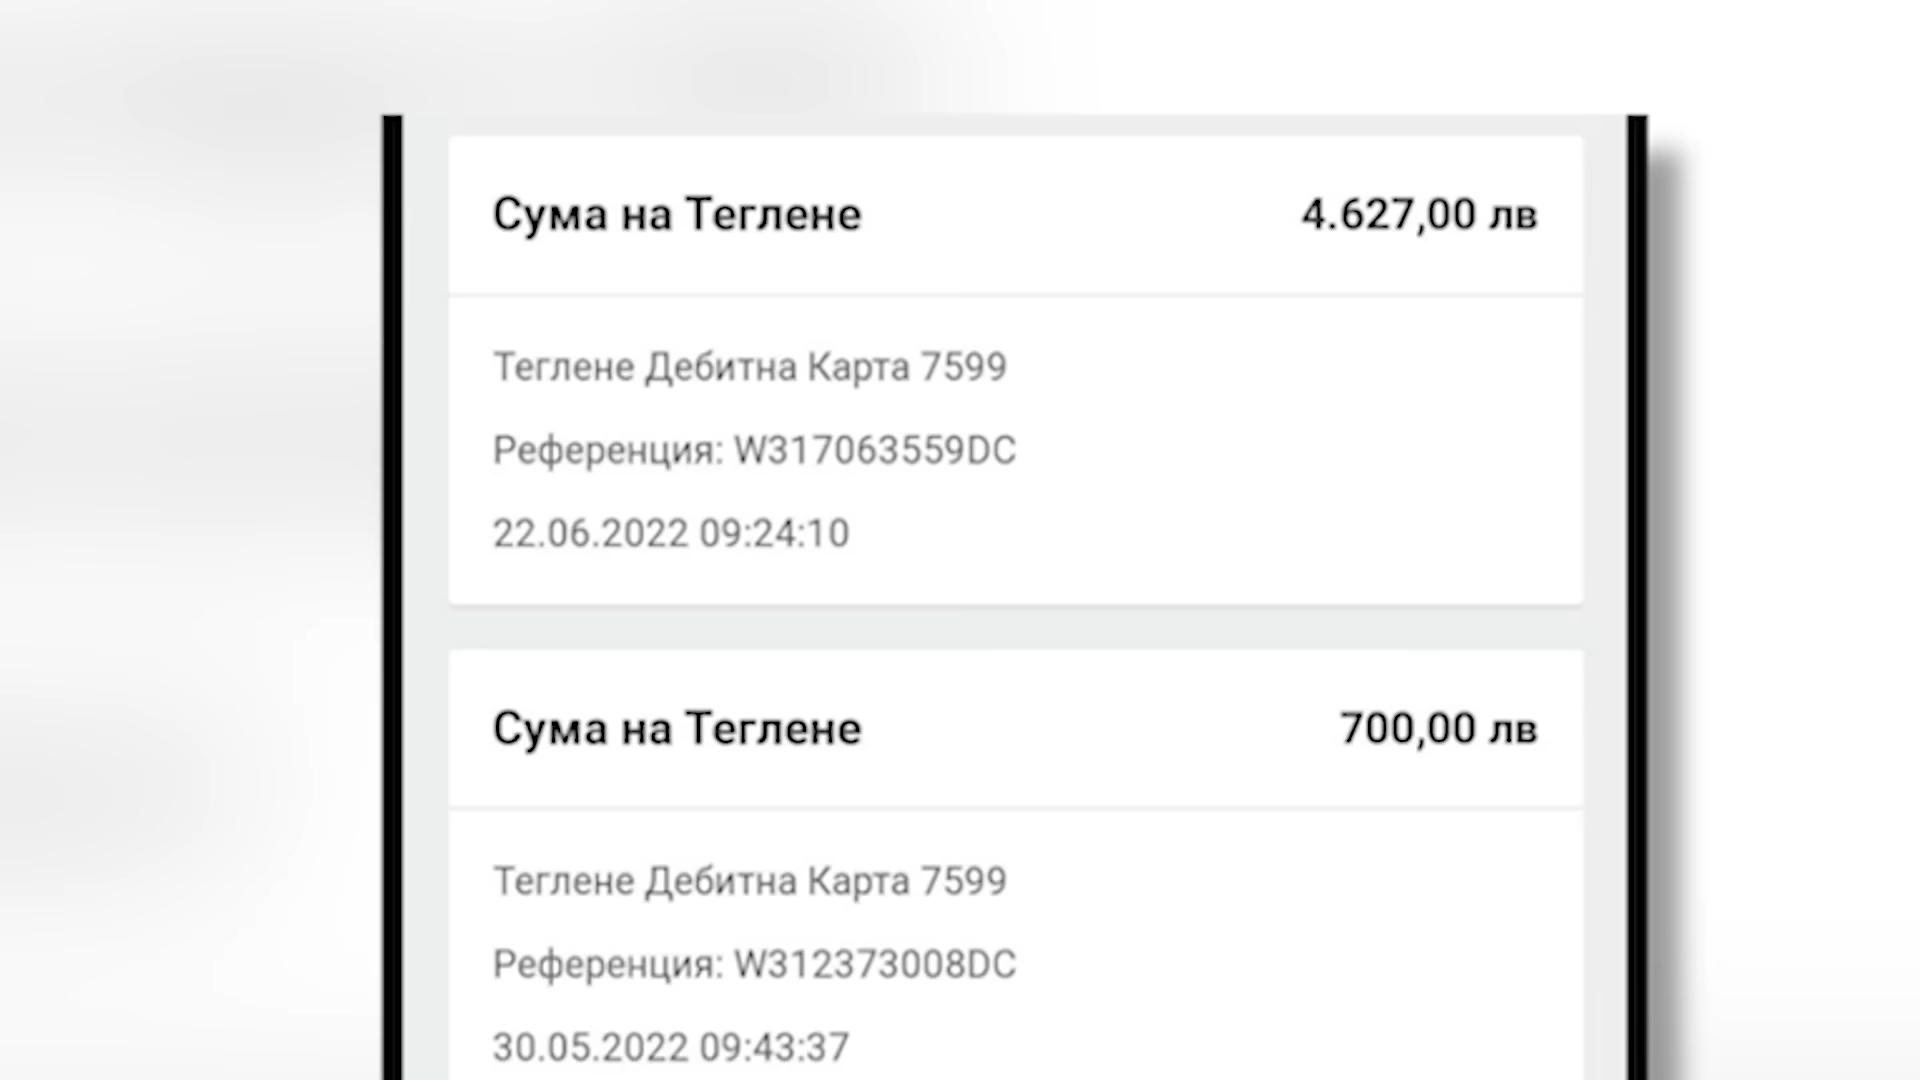 Сума на Теглене 4.627,00 лв
Теглене Дебитна Карта 7599
Референция: W317063559DC
22.06.2022 09:24:10
Сума на Теглене 700,00 лв
Теглене Дебитна Карта 7599
Референция: W312373008DC
30.05.2022 09:43:37